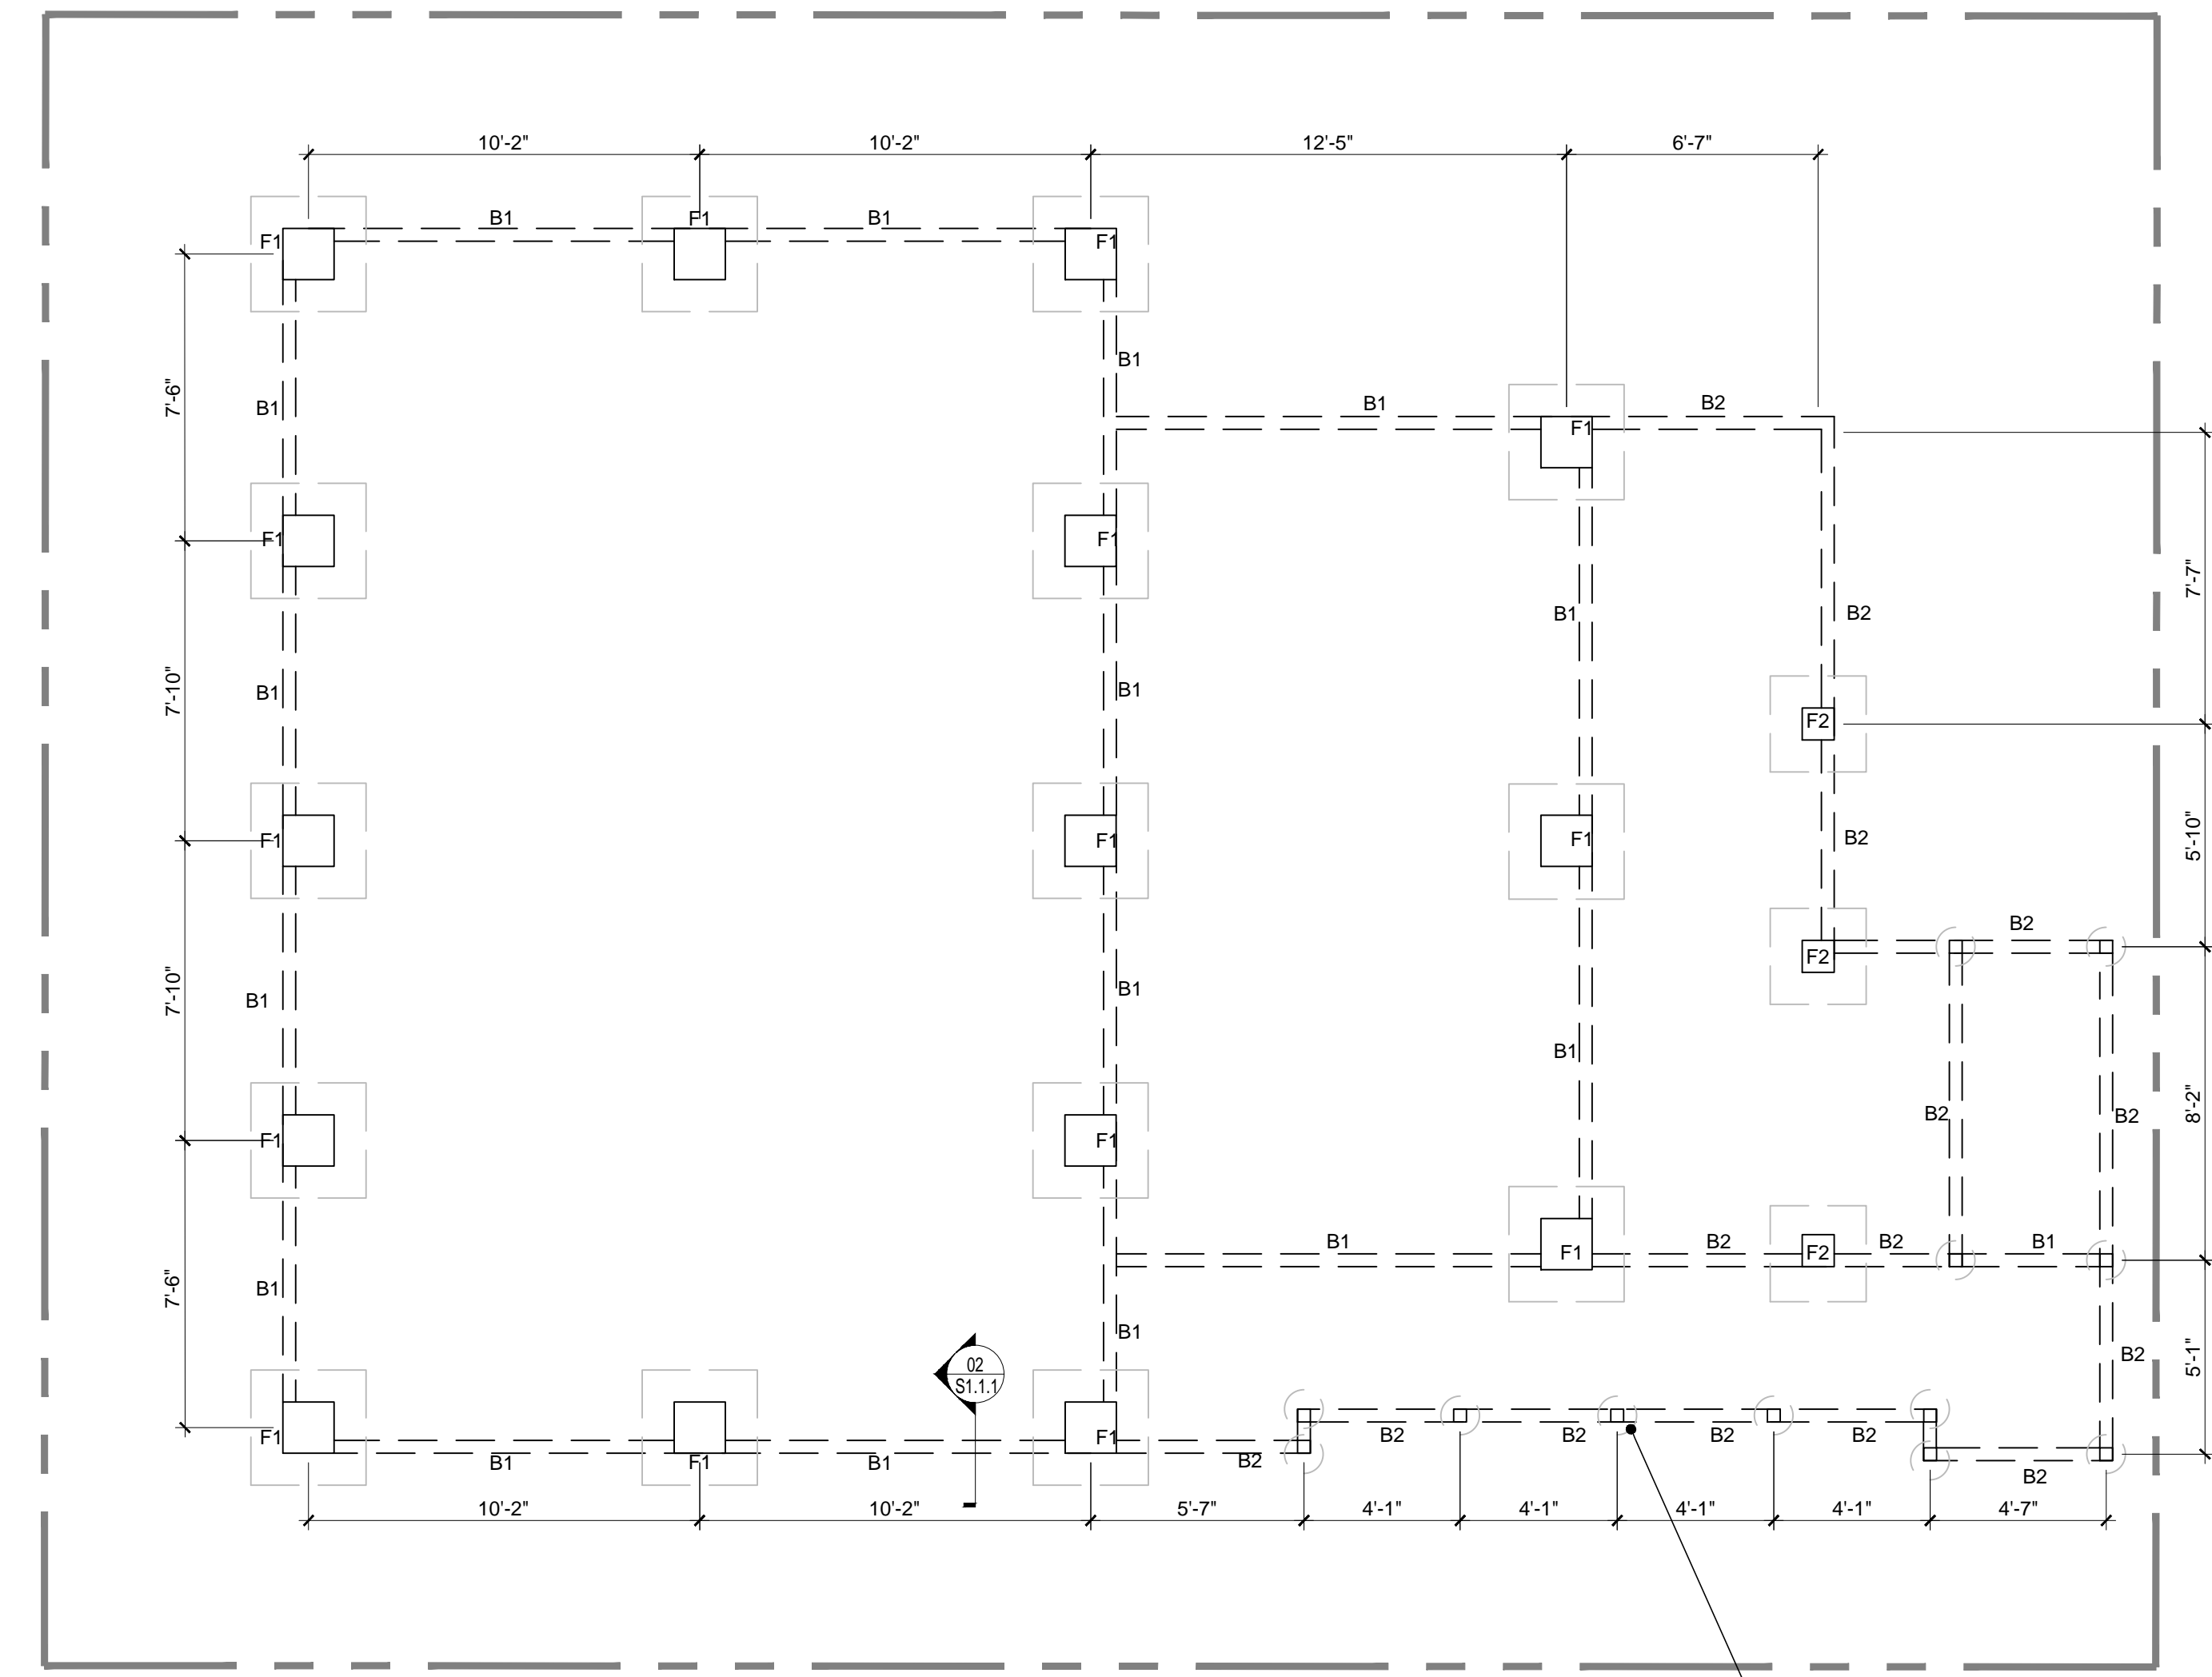 10'-2" 10'-2" 12'-5" 6'-7"
B1 F1 B1
F1 F1
B1
7'-6" B1 B1 B2
F1
F1 F1
7'-7"
B1 B2
7'-10" B1 B1
F2
F1 F1 F1 B2 5'-10"
B2
F2
7'-10" B1 B1
B1
B2 B2 8'-2"
F1 F1
B1 B2 B2 B1
F1 F2
7'-6" B1
B1
B2 5'-1"
02
S1.1.1
F1 F1 B2 B2 B2 B2
B1 F1 B1 B2
B2
10'-2" 10'-2" 5'-7" 4'-1" 4'-1" 4'-1" 4'-1" 4'-7"